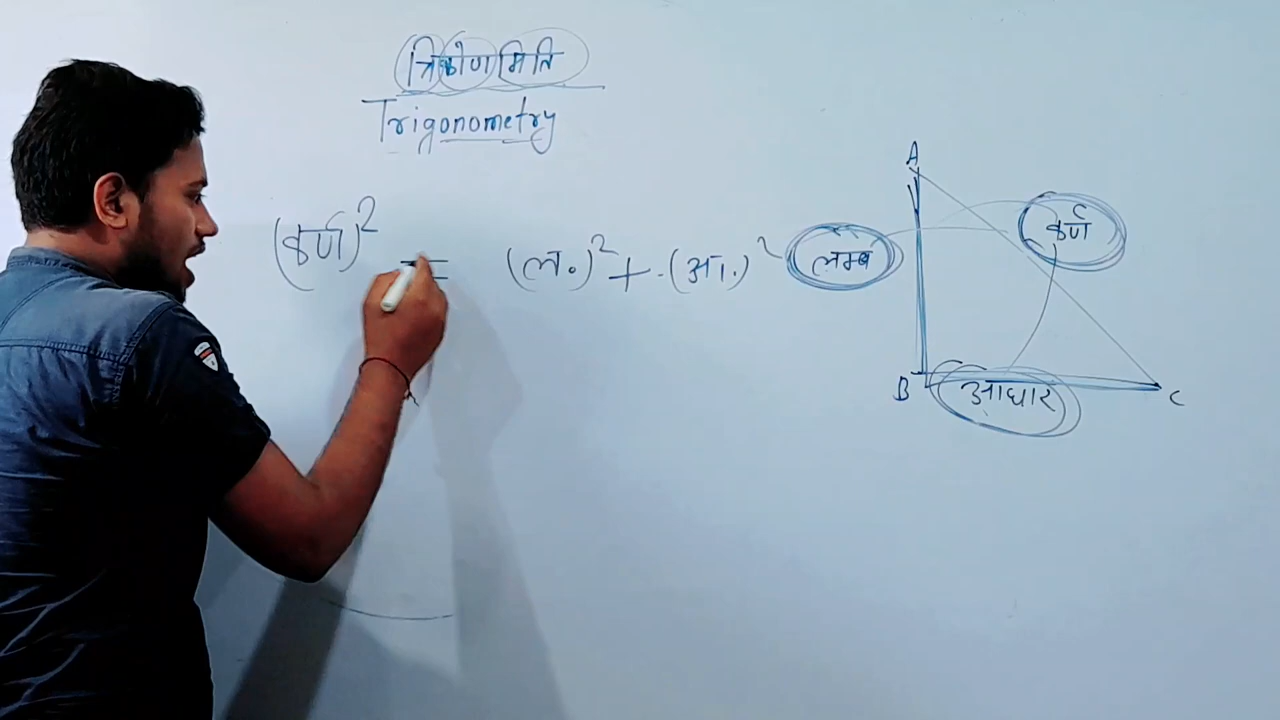 त्रिकोणमिति
Trigonometry
(कर्ण)² = (ल॰)² + (आ॰)²
A
लम्ब
कर्ण
B
आधार
C